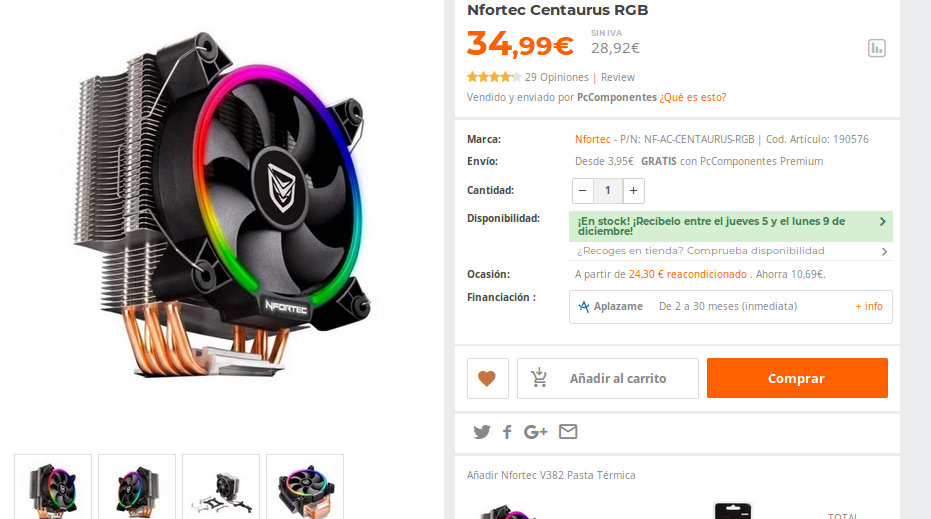 Nfortec Centaurus RGB
34,99€
SIN IVA
28,92€
29 Opiniones | Review
Vendido y enviado por PcComponentes ¿Qué es esto?
Marca: Nfortec - P/N: NF-AC-CENTAURUS-RGB | Cod. Artículo: 190576
Envío: Desde 3,95€ GRATIS con PcComponentes Premium
Cantidad: − 1 +
Disponibilidad: ¡En stock! ¡Recíbelo entre el jueves 5 y el lunes 9 de
diciembre!
¿Recoges en tienda? Comprueba disponibilidad
Ocasión: A partir de 24,30 € reacondicionado . Ahorra 10,69€.
Financiación : Aplazame De 2 a 30 meses (inmediata) + info
Añadir al carrito
Comprar
Añadir Nfortec V382 Pasta Térmica
TOTAL
NFORTEC